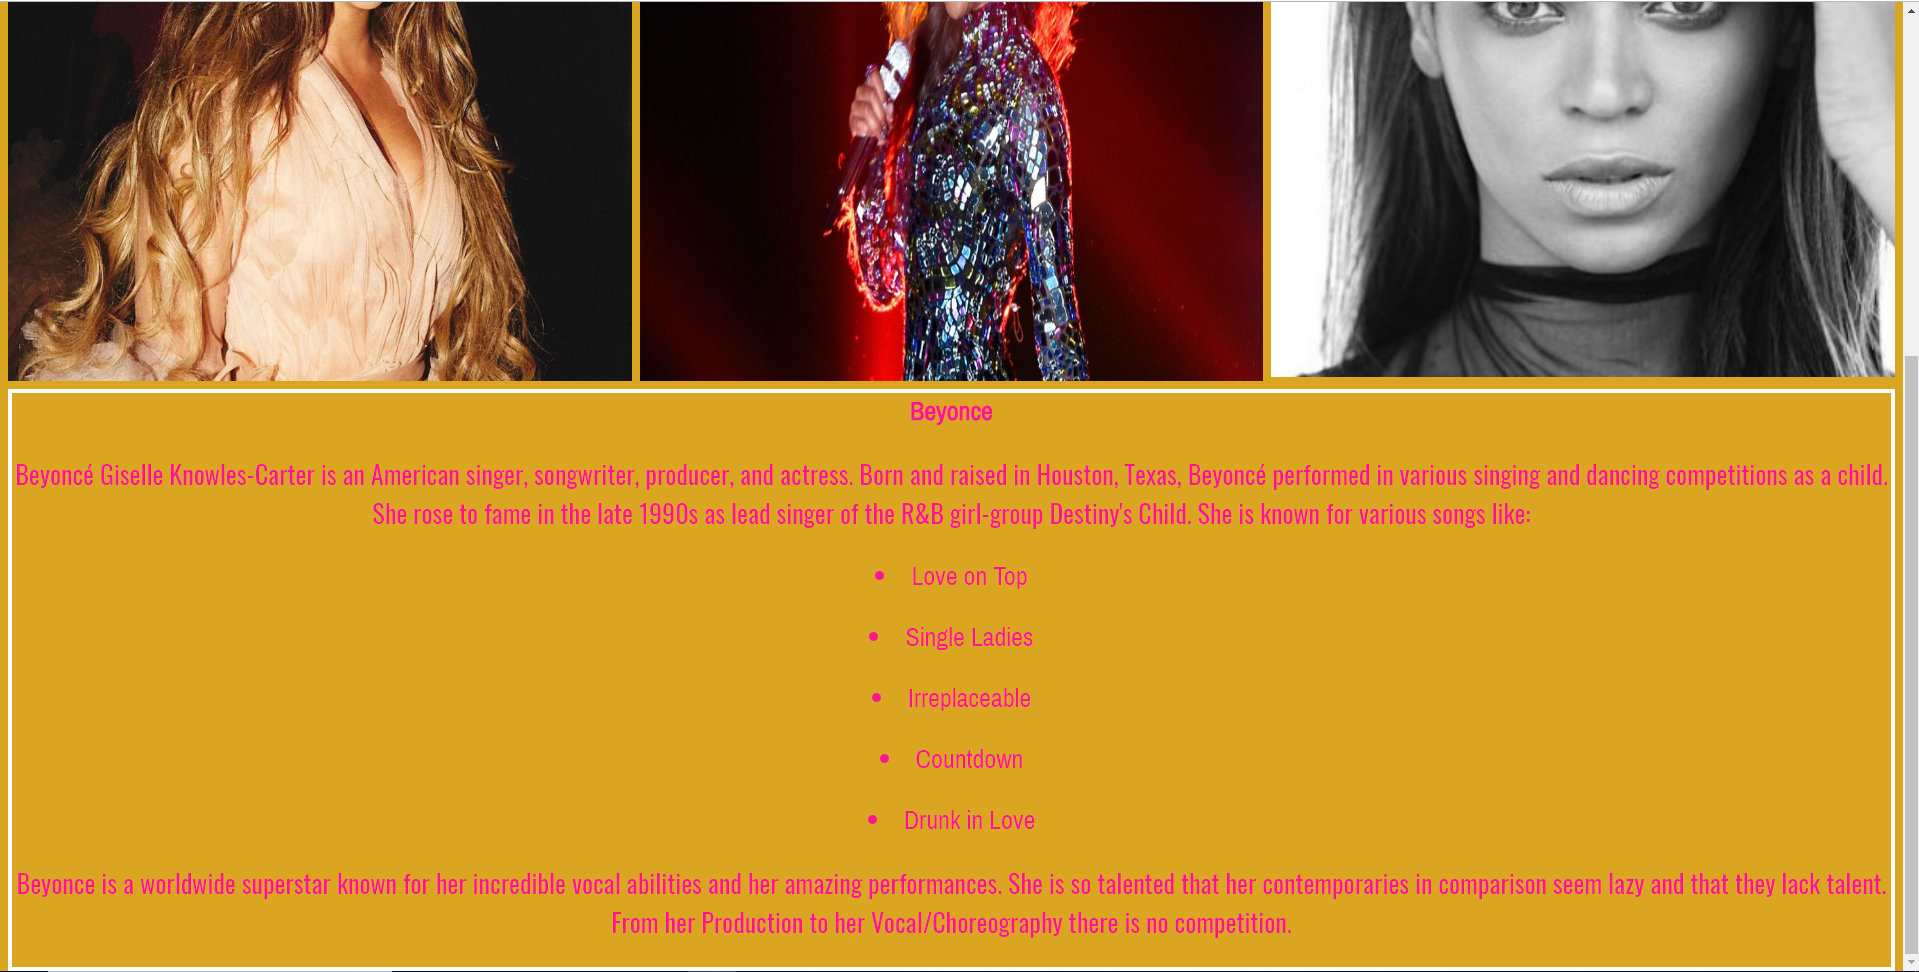 Beyonce
Beyoncé Giselle Knowles-Carter is an American singer, songwriter, producer, and actress. Born and raised in Houston, Texas, Beyoncé performed in various singing and dancing competitions as a child.
She rose to fame in the late 1990s as lead singer of the R&B girl-group Destiny's Child. She is known for various songs like:
• Love on Top
• Single Ladies
• Irreplaceable
• Countdown
• Drunk in Love
Beyonce is a worldwide superstar known for her incredible vocal abilities and her amazing performances. She is so talented that her contemporaries in comparison seem lazy and that they lack talent.
From her Production to her Vocal/Choreography there is no competition.